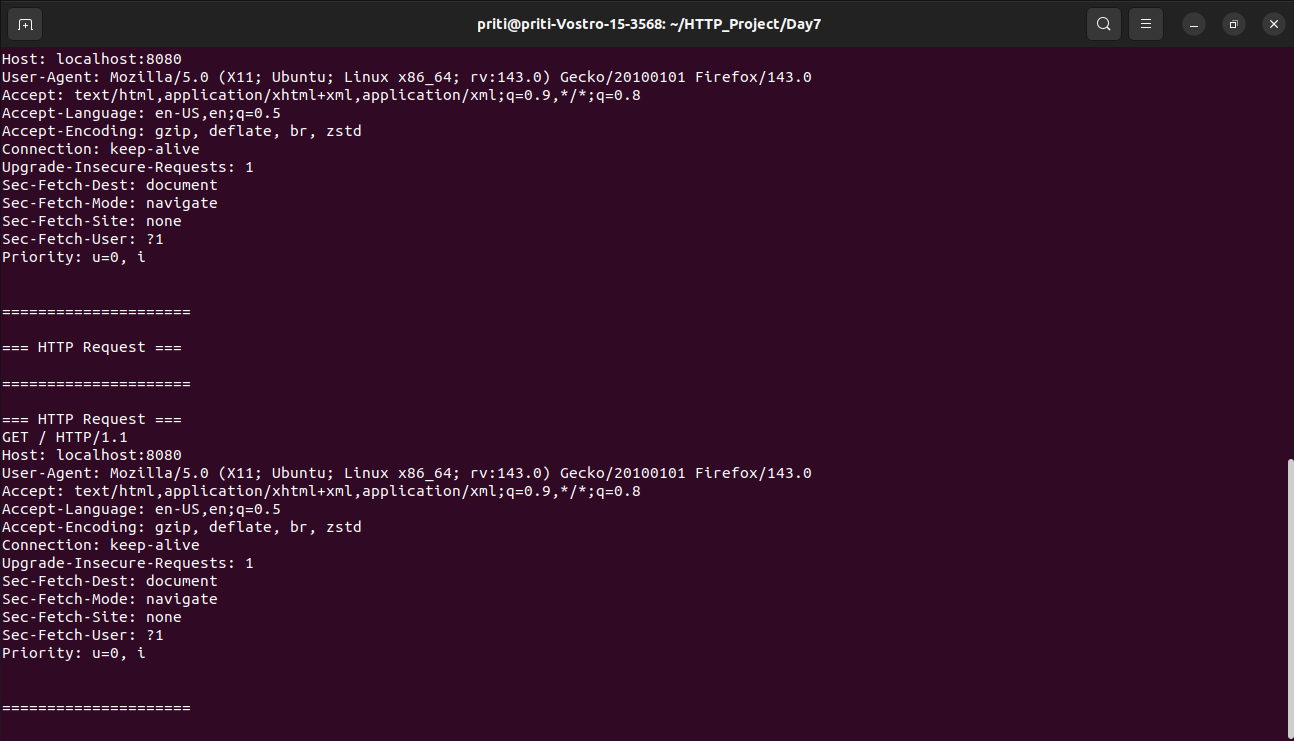 priti@priti-Vostro-15-3568: ~/HTTP_Project/Day7
Host: localhost:8080
User-Agent: Mozilla/5.0 (X11; Ubuntu; Linux x86_64; rv:143.0) Gecko/20100101 Firefox/143.0
Accept: text/html,application/xhtml+xml,application/xml;q=0.9,*/*;q=0.8
Accept-Language: en-US,en;q=0.5
Accept-Encoding: gzip, deflate, br, zstd
Connection: keep-alive
Upgrade-Insecure-Requests: 1
Sec-Fetch-Dest: document
Sec-Fetch-Mode: navigate
Sec-Fetch-Site: none
Sec-Fetch-User: ?1
Priority: u=0, i
=====================
=== HTTP Request ===
=====================
=== HTTP Request ===
GET / HTTP/1.1
Host: localhost:8080
User-Agent: Mozilla/5.0 (X11; Ubuntu; Linux x86_64; rv:143.0) Gecko/20100101 Firefox/143.0
Accept: text/html,application/xhtml+xml,application/xml;q=0.9,*/*;q=0.8
Accept-Language: en-US,en;q=0.5
Accept-Encoding: gzip, deflate, br, zstd
Connection: keep-alive
Upgrade-Insecure-Requests: 1
Sec-Fetch-Dest: document
Sec-Fetch-Mode: navigate
Sec-Fetch-Site: none
Sec-Fetch-User: ?1
Priority: u=0, i
=====================